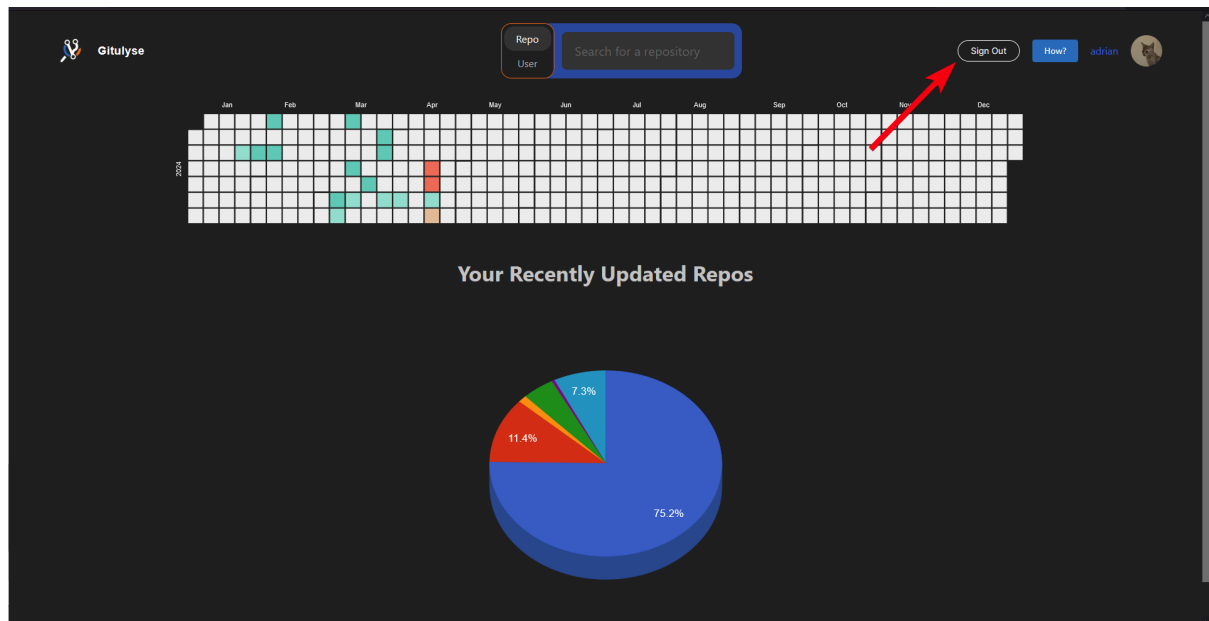 Gitulyse
Repo
User
Search for a repository
Sign Out
How?
adrian
Jan Feb Mar Apr May Jun Jul Aug Sep Oct Nov Dec
2024
Your Recently Updated Repos
7.3%
11.4%
75.2%